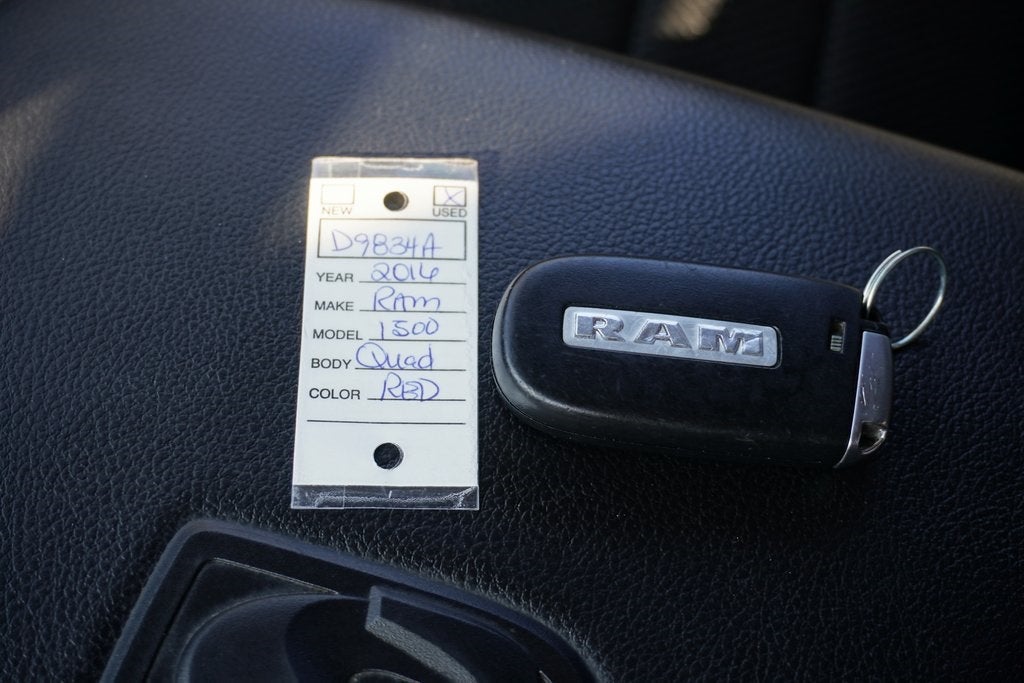 NEW USED
D9834A
YEAR 2016
MAKE RAM
MODEL 1500
BODY Quad
COLOR RED
RAM